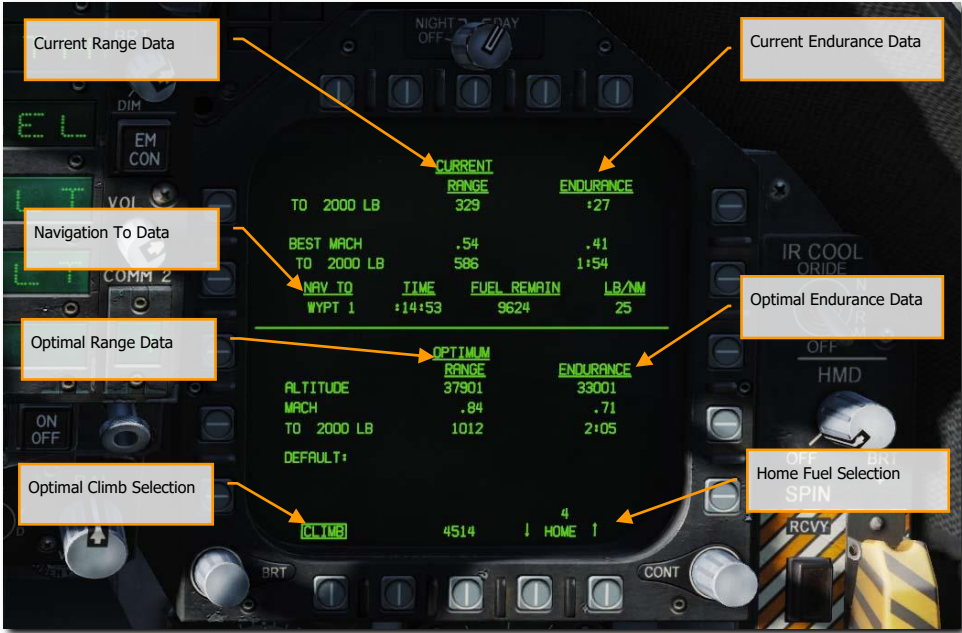 Current Range Data
Current Endurance Data
Navigation To Data
Optimal Range Data
Optimal Endurance Data
Optimal Climb Selection
Home Fuel Selection
NIGHT DAY
OFF
DIM
EM
CON
VOL
COMM 2
ON
OFF
CURRENT
RANGE ENDURANCE
TO 2000 LB 329 :27
BEST MACH .54 .41
TO 2000 LB 586 1:54
NAV TO TIME FUEL REMAIN LB/NM
WYPT 1 :14:53 9624 25
OPTIMUM
RANGE ENDURANCE
ALTITUDE 37901 33001
MACH .84 .71
TO 2000 LB 1012 2:05
DEFAULT:
4
CLIMB 4514 ↓ HOME ↑
BRT
CONT
IR COOL
ORIDE
OFF
HMD
OFF BRT
SPIN
RCVY